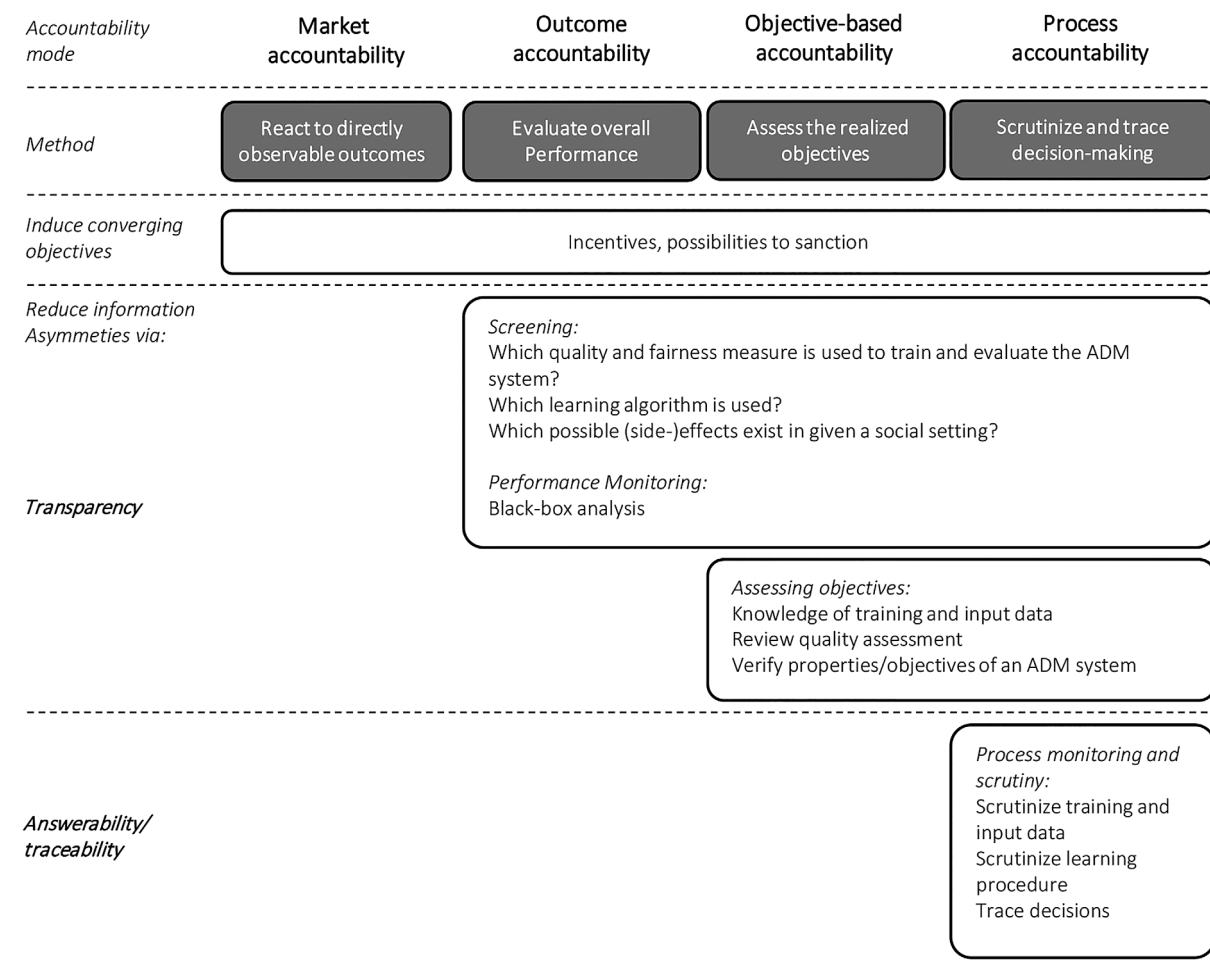 Accountability
mode
Market
accountability
Outcome
accountability
Objective-based
accountability
Process
accountability
Method
React to directly
observable outcomes
Evaluate overall
Performance
Assess the realized
objectives
Scrutinize and trace
decision-making
Induce converging
objectives
Incentives, possibilities to sanction
Reduce information
Asymmeties via:
Screening:
Which quality and fairness measure is used to train and evaluate the ADM
system?
Which learning algorithm is used?
Which possible (side-)effects exist in given a social setting?
Performance Monitoring:
Black-box analysis
Transparency
Assessing objectives:
Knowledge of training and input data
Review quality assessment
Verify properties/objectives of an ADM system
Answerability/
traceability
Process monitoring and
scrutiny:
Scrutinize training and
input data
Scrutinize learning
procedure
Trace decisions